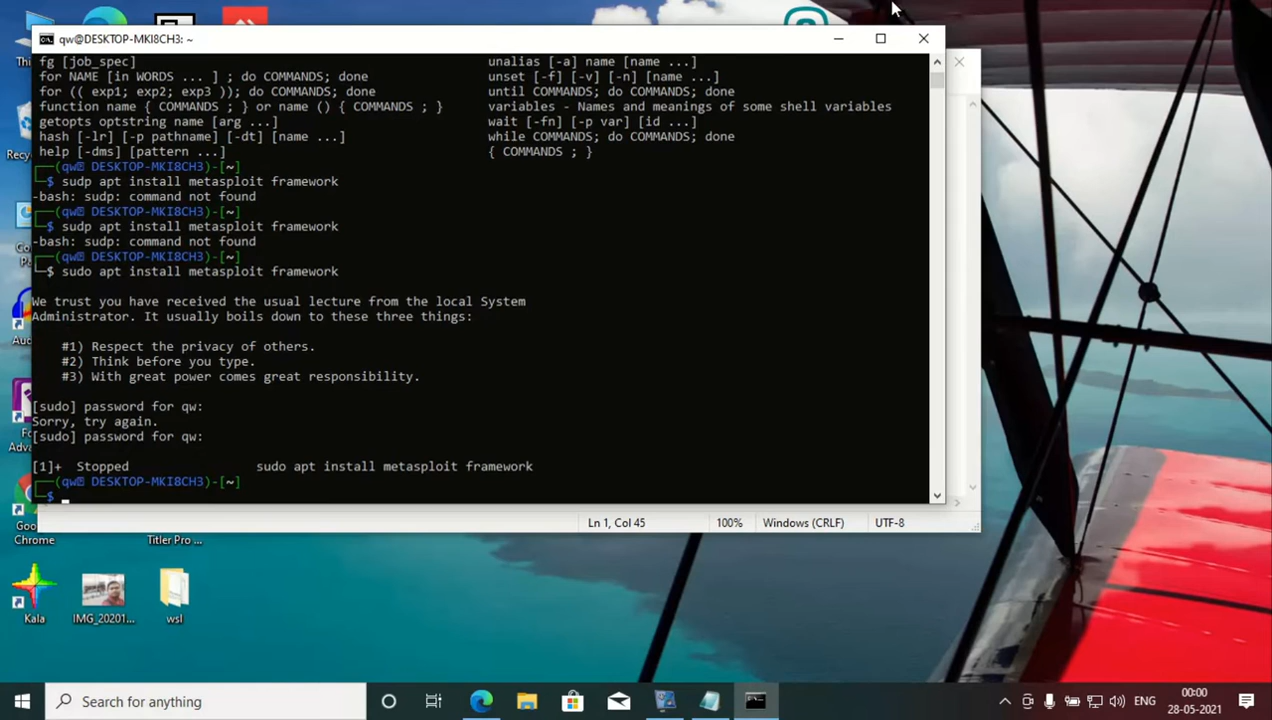 qw@DESKTOP-MKI8CH3: ~
fg [job_spec]
for NAME [in WORDS ... ] ; do COMMANDS; done
for (( exp1; exp2; exp3 )); do COMMANDS; done
function name { COMMANDS ; } or name () { COMMANDS ; }
getopts optstring name [arg ...]
hash [-lr] [-p pathname] [-dt] [name ...]
help [-dms] [pattern ...]
unalias [-a] name [name ...]
unset [-f] [-v] [-n] [name ...]
until COMMANDS; do COMMANDS; done
variables - Names and meanings of some shell variables
wait [-fn] [-p var] [id ...]
while COMMANDS; do COMMANDS; done
{ COMMANDS ; }
(qw DESKTOP-MKI8CH3)-[~]
$ sudp apt install metasploit framework
-bash: sudp: command not found
(qw DESKTOP-MKI8CH3)-[~]
$ sudp apt install metasploit framework
-bash: sudp: command not found
(qw DESKTOP-MKI8CH3)-[~]
$ sudo apt install metasploit framework
We trust you have received the usual lecture from the local System
Administrator. It usually boils down to these three things:
#1) Respect the privacy of others.
#2) Think before you type.
#3) With great power comes great responsibility.
[sudo] password for qw:
Sorry, try again.
[sudo] password for qw:
[1]+  Stopped                 sudo apt install metasploit framework
(qw DESKTOP-MKI8CH3)-[~]
$
Ln 1, Col 45
100%
Windows (CRLF)
UTF-8
Chrome
Titler Pro ...
Kala
IMG_20201...
wsl
Search for anything
ENG
00:00
28-05-2021